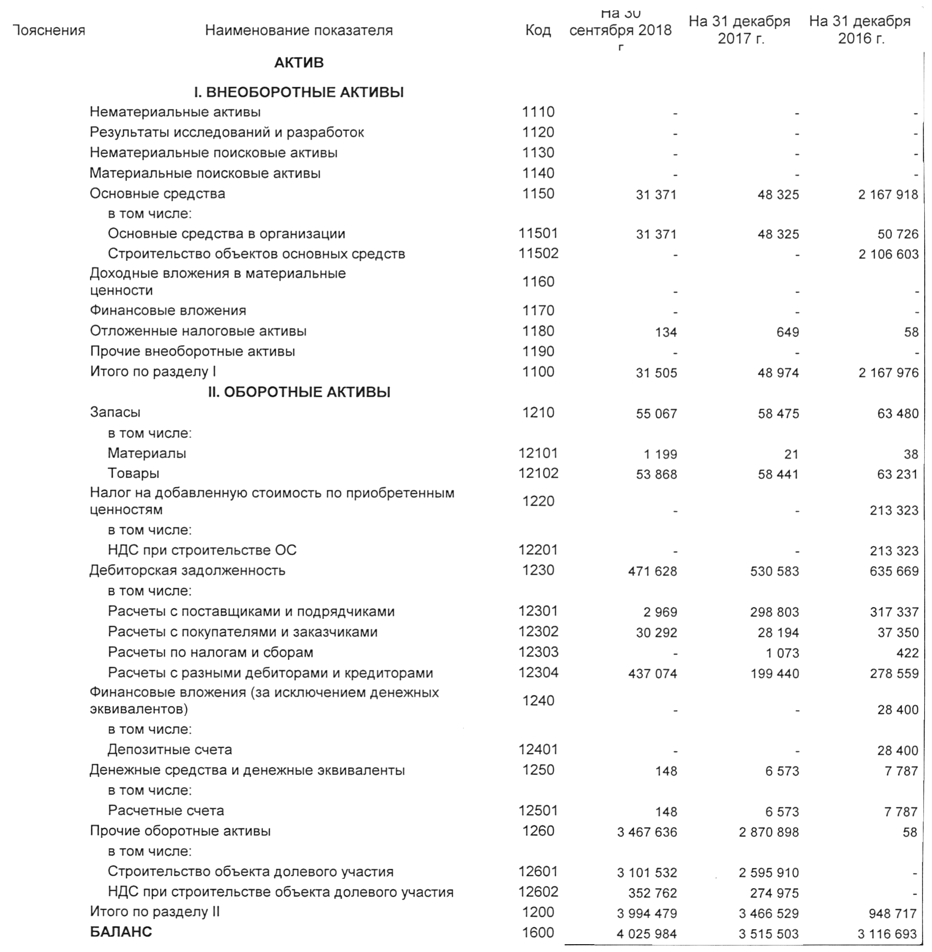 Пояснения Наименование показателя Код На 30 сентября 2018 г На 31 декабря 2017 г. На 31 декабря 2016 г.
АКТИВ
I. ВНЕОБОРОТНЫЕ АКТИВЫ
Нематериальные активы 1110 - - -
Результаты исследований и разработок 1120 - - -
Нематериальные поисковые активы 1130 - - -
Материальные поисковые активы 1140 - - -
Основные средства 1150 31 371 48 325 2 167 918
в том числе:
Основные средства в организации 11501 31 371 48 325 50 726
Строительство объектов основных средств 11502 - - 2 106 603
Доходные вложения в материальные
ценности 1160 - - -
Финансовые вложения 1170 - - -
Отложенные налоговые активы 1180 134 649 58
Прочие внеоборотные активы 1190 - - -
Итого по разделу I 1100 31 505 48 974 2 167 976
II. ОБОРОТНЫЕ АКТИВЫ
Запасы 1210 55 067 58 475 63 480
в том числе:
Материалы 12101 1 199 21 38
Товары 12102 53 868 58 441 63 231
Налог на добавленную стоимость по приобретенным
ценностям 1220 - - 213 323
в том числе:
НДС при строительстве ОС 12201 - - 213 323
Дебиторская задолженность 1230 471 628 530 583 635 669
в том числе:
Расчеты с поставщиками и подрядчиками 12301 2 969 298 803 317 337
Расчеты с покупателями и заказчиками 12302 30 292 28 194 37 350
Расчеты по налогам и сборам 12303 - 1 073 422
Расчеты с разными дебиторами и кредиторами 12304 437 074 199 440 278 559
Финансовые вложения (за исключением денежных
эквивалентов) 1240 - - 28 400
в том числе:
Депозитные счета 12401 - - 28 400
Денежные средства и денежные эквиваленты 1250 148 6 573 7 787
в том числе:
Расчетные счета 12501 148 6 573 7 787
Прочие оборотные активы 1260 3 467 636 2 870 898 58
в том числе:
Строительство объекта долевого участия 12601 3 101 532 2 595 910 -
НДС при строительстве объекта долевого участия 12602 352 762 274 975 -
Итого по разделу II 1200 3 994 479 3 466 529 948 717
БАЛАНС 1600 4 025 984 3 515 503 3 116 693